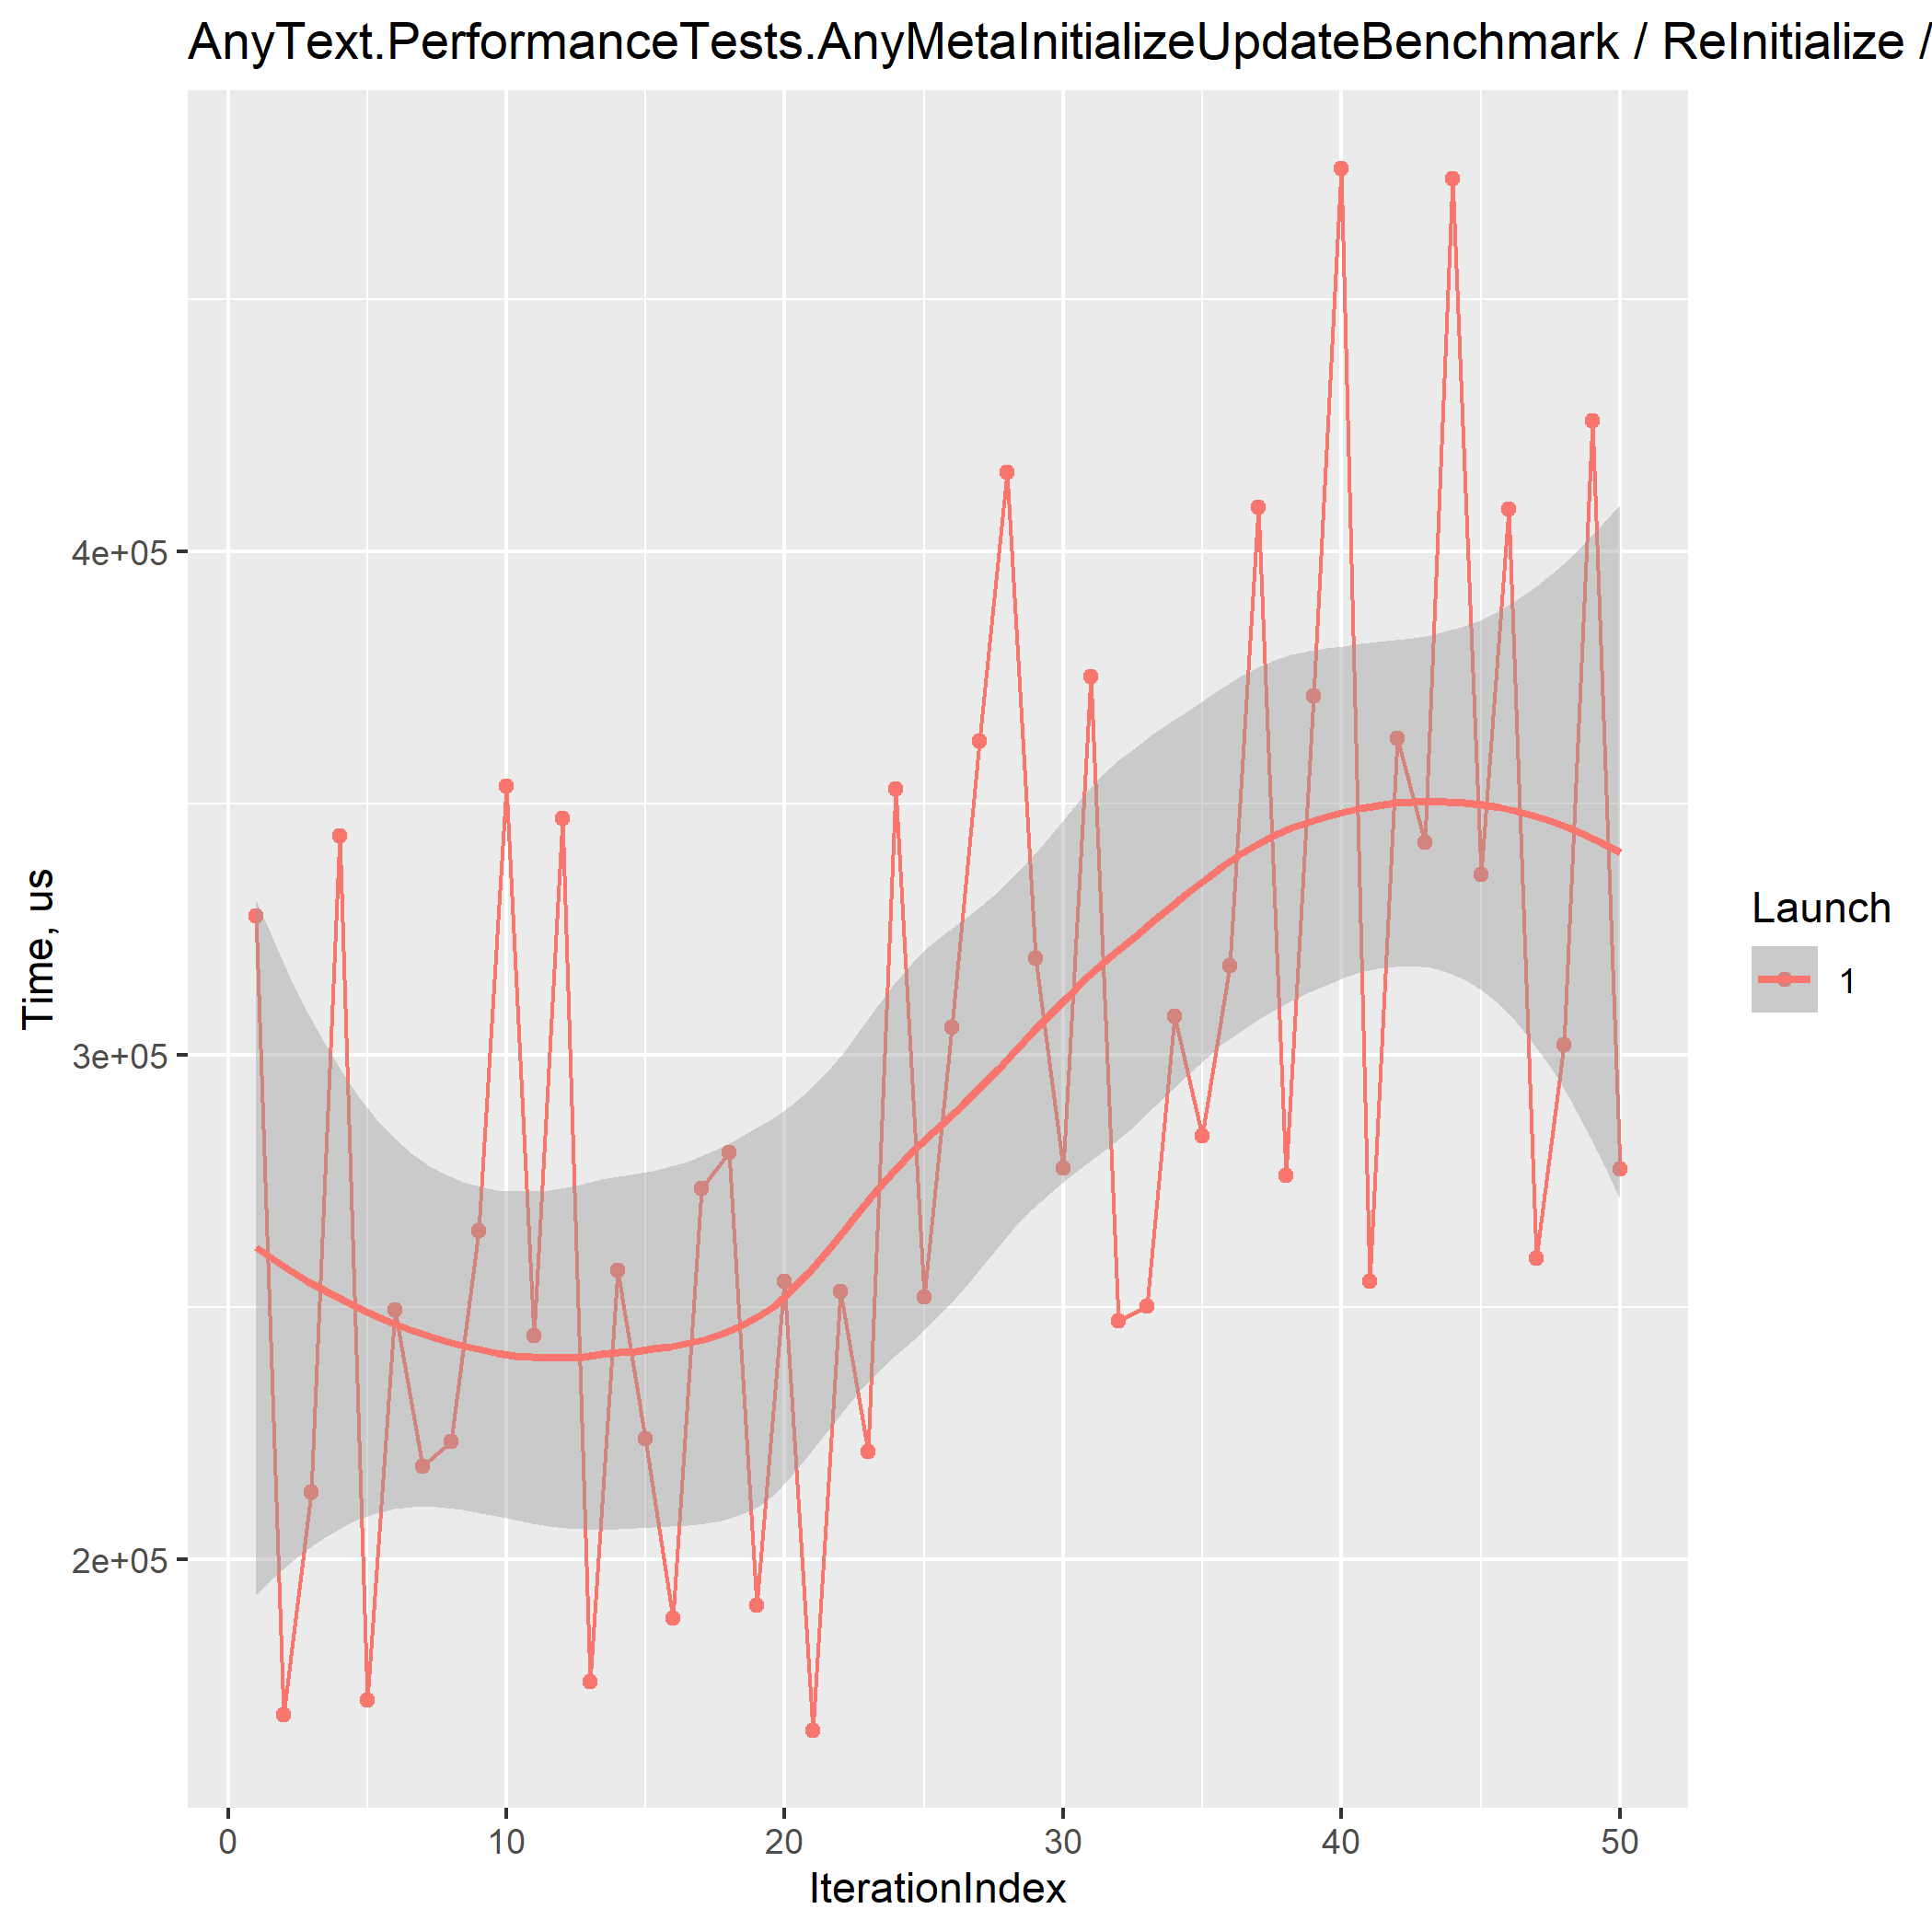 AnyText.PerformanceTests.AnyMetaInitializeUpdateBenchmark / ReInitialize /
4e+05
3e+05
2e+05
Time, us
0 10 20 30 40 50
IterationIndex
Launch
1